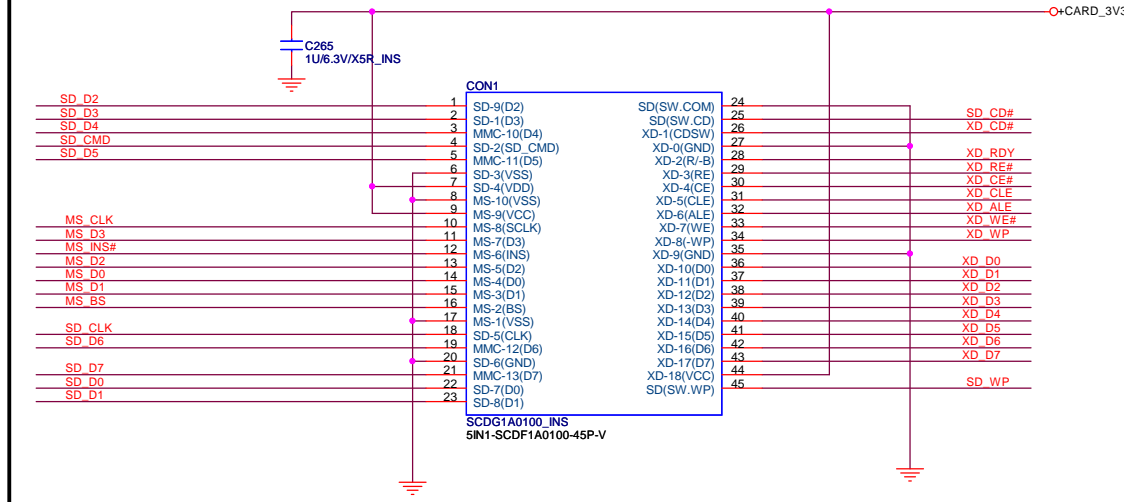 +CARD_3V3
C265
1U/6.3V/X5R_INS
CON1
SD_D2 1 SD-9(D2) SD(SW.COM) 24
SD_D3 2 SD-1(D3) SD(SW.CD) 25 SD_CD#
SD_D4 3 MMC-10(D4) XD-1(CDSW) 26 XD_CD#
SD_CMD 4 SD-2(SD_CMD) XD-0(GND) 27
SD_D5 5 MMC-11(D5) XD-2(R/-B) 28 XD_RDY
6 SD-3(VSS) XD-3(RE) 29 XD_RE#
7 SD-4(VDD) XD-4(CE) 30 XD_CE#
8 MS-10(VSS) XD-5(CLE) 31 XD_CLE
9 MS-9(VCC) XD-6(ALE) 32 XD_ALE
MS_CLK 10 MS-8(SCLK) XD-7(WE) 33 XD_WE#
MS_D3 11 MS-7(D3) XD-8(-WP) 34 XD_WP
MS_INS# 12 MS-6(INS) XD-9(GND) 35
MS_D2 13 MS-5(D2) XD-10(D0) 36 XD_D0
MS_D0 14 MS-4(D0) XD-11(D1) 37 XD_D1
MS_D1 15 MS-3(D1) XD-12(D2) 38 XD_D2
MS_BS 16 MS-2(BS) XD-13(D3) 39 XD_D3
17 MS-1(VSS) XD-14(D4) 40 XD_D4
SD_CLK 18 SD-5(CLK) XD-15(D5) 41 XD_D5
SD_D6 19 MMC-12(D6) XD-16(D6) 42 XD_D6
20 SD-6(GND) XD-17(D7) 43 XD_D7
SD_D7 21 MMC-13(D7) XD-18(VCC) 44
SD_D0 22 SD-7(D0) SD(SW.WP) 45 SD_WP
SD_D1 23 SD-8(D1)
SCDG1A0100_INS
5IN1-SCDF1A0100-45P-V